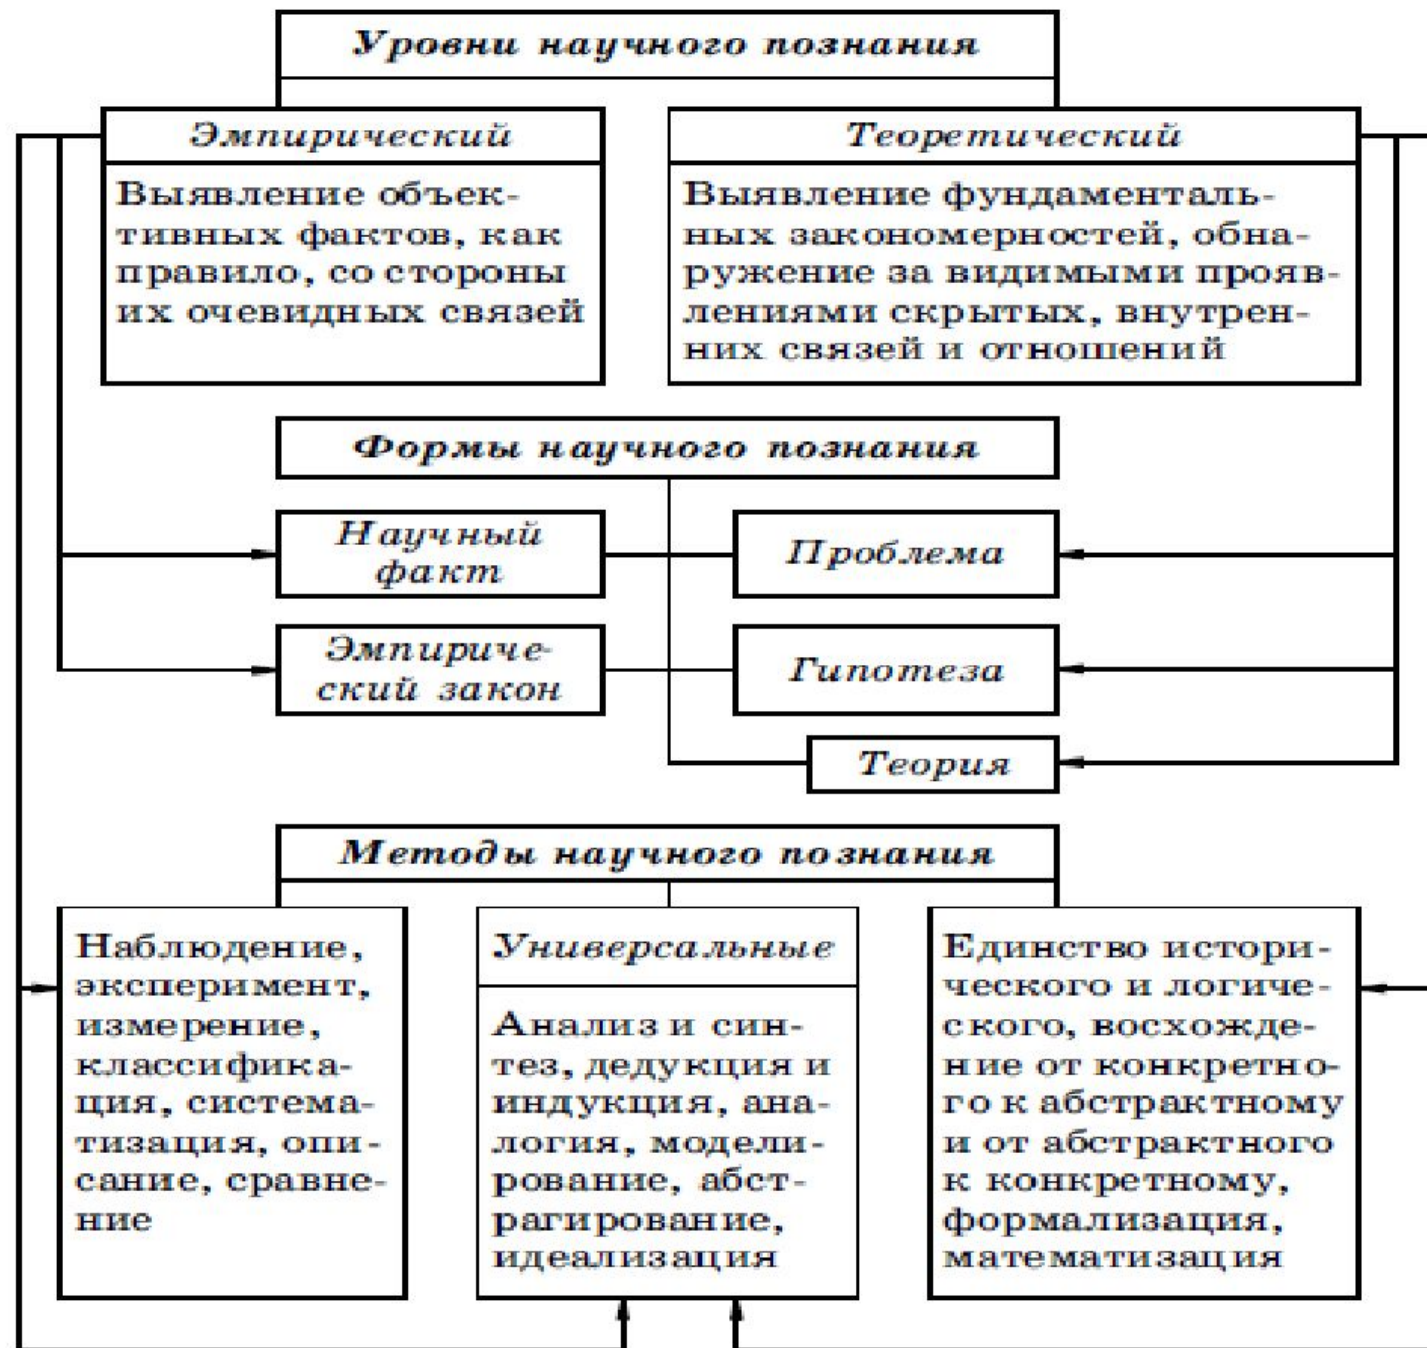 Уровни научного познания
Эмпирический
Выявление объек-
тивных фактов, как
правило, со стороны
их очевидных связей
Теоретический
Выявление фундаменталь-
ных закономерностей, обна-
ружение за видимыми прояв-
лениями скрытых, внутрен-
них связей и отношений
Формы научного познания
Научный
факт
Проблема
Эмпириче-
ский закон
Гипотеза
Теория
Методы научного познания
Наблюдение,
эксперимент,
измерение,
классифика-
ция, система-
тизация, опи-
сание, сравне-
ние
Универсальные
Анализ и син-
тез, дедукция и
индукция, ана-
логия, модели-
рование, абст-
рагирование,
идеализация
Единство истори-
ческого и логиче-
ского, восхожде-
ние от конкретно-
го к абстрактному
и от абстрактного
к конкретному,
формализация,
математизация